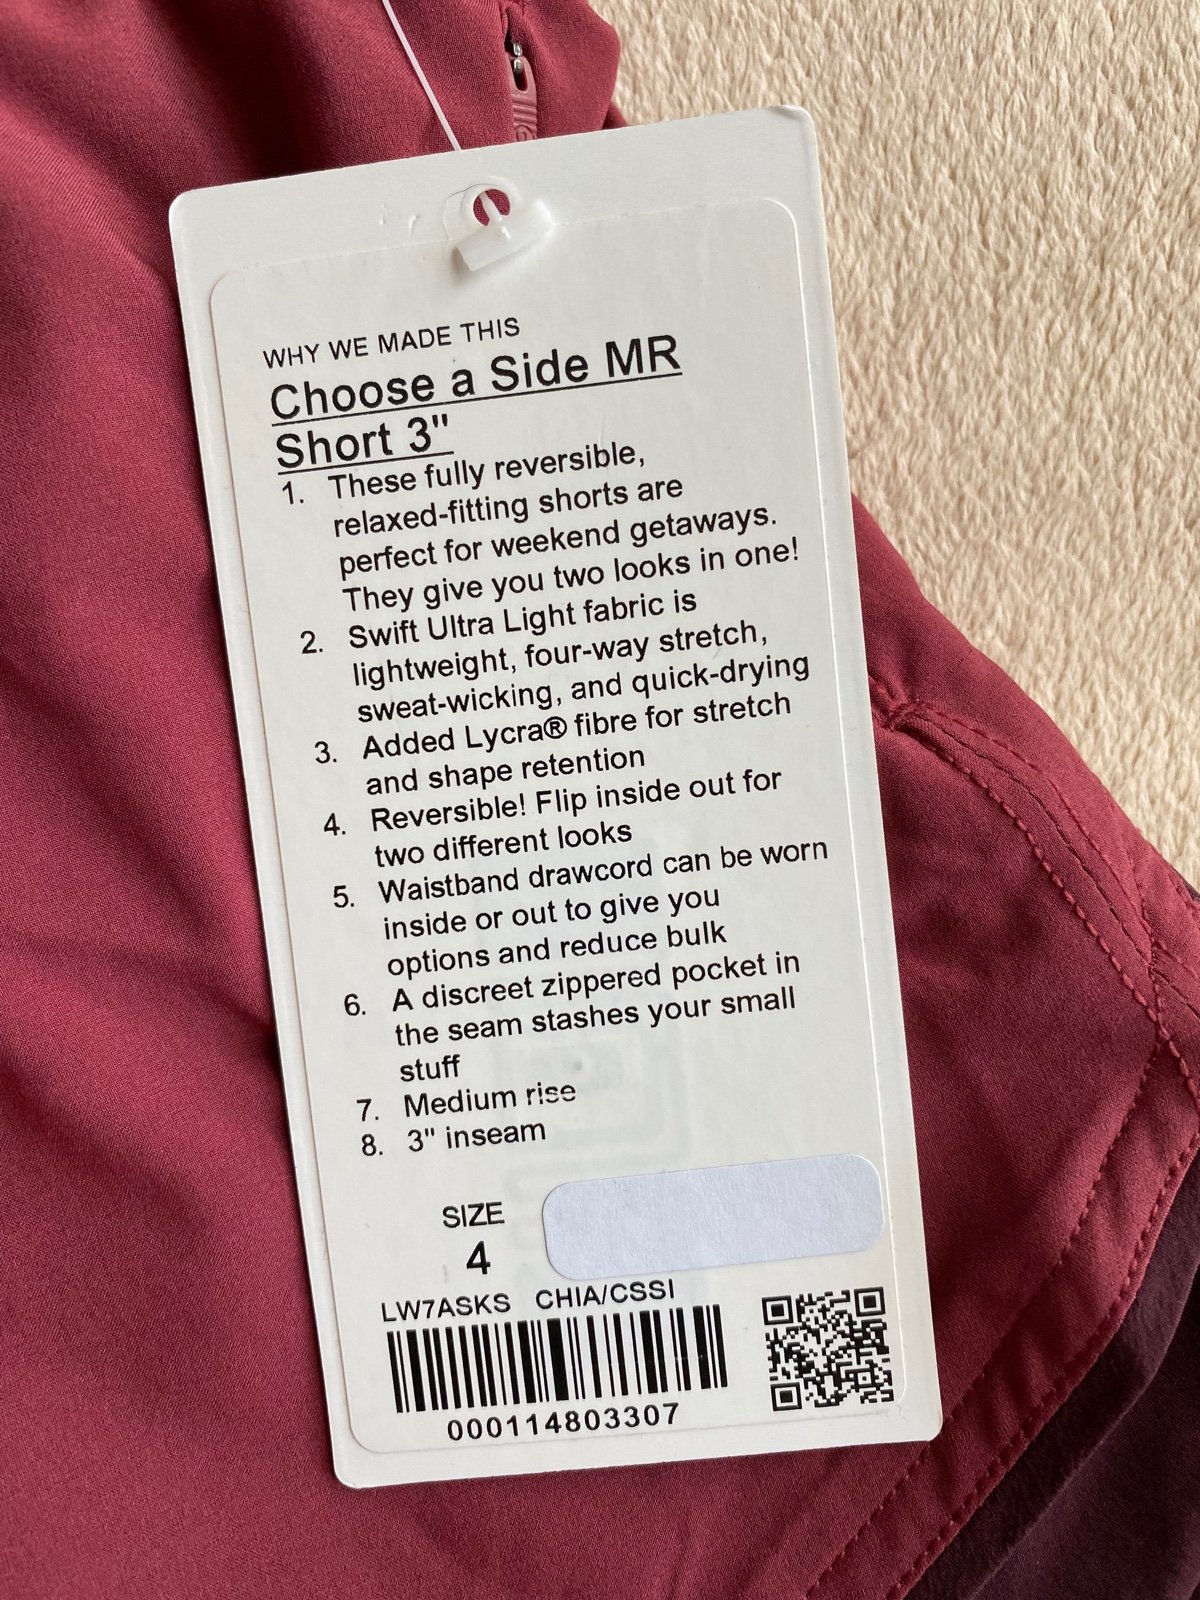 WHY WE MADE THIS
Choose a Side MR
Short 3"
1. These fully reversible,
relaxed-fitting shorts are
perfect for weekend getaways.
They give you two looks in one!
2. Swift Ultra Light fabric is
lightweight, four-way stretch,
sweat-wicking, and quick-drying
3. Added Lycra® fibre for stretch
and shape retention
4. Reversible! Flip inside out for
two different looks
5. Waistband drawcord can be worn
inside or out to give you
options and reduce bulk
6. A discreet zippered pocket in
the seam stashes your small
stuff
7. Medium rise
8. 3" inseam
SIZE
4
LW7ASKS CHIA/CSSI
000114803307